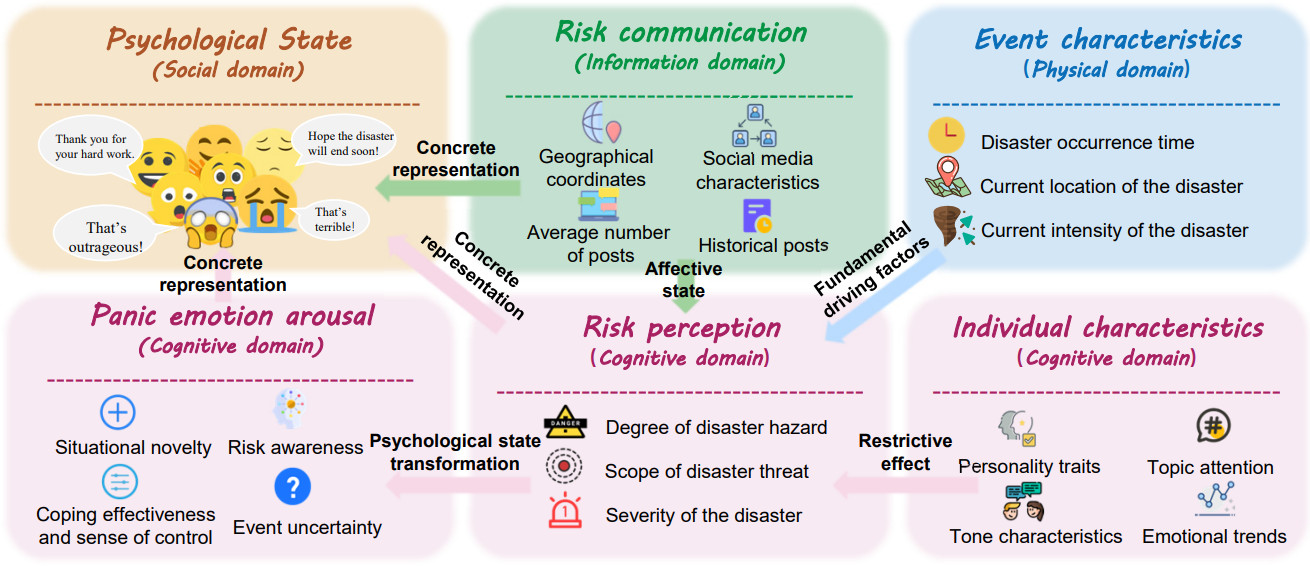 Psychological State
(Social domain)
Thank you for
your hard work.
Hope the disaster
will end soon!
That's
outrageous!
That's
terrible!
Concrete
representation
Risk communication
(Information domain)
Geographical
coordinates
Social media
characteristics
Average number
of posts
Historical posts
Event characteristics
(Physical domain)
Disaster occurrence time
Current location of the disaster
Current intensity of the disaster
Concrete
representation
Concrete
representation
Affective
state
Fundamental
driving factors
Panic emotion arousal
(Cognitive domain)
Situational novelty
Risk awareness
Coping effectiveness
and sense of control
?
Event uncertainty
Psychological state
transformation
Risk perception
(Cognitive domain)
DANGER
Degree of disaster hazard
Scope of disaster threat
1
Severity of the disaster
Restrictive
effect
Individual characteristics
(Cognitive domain)
Personality traits
#
Topic attention
Tone characteristics
Emotional trends